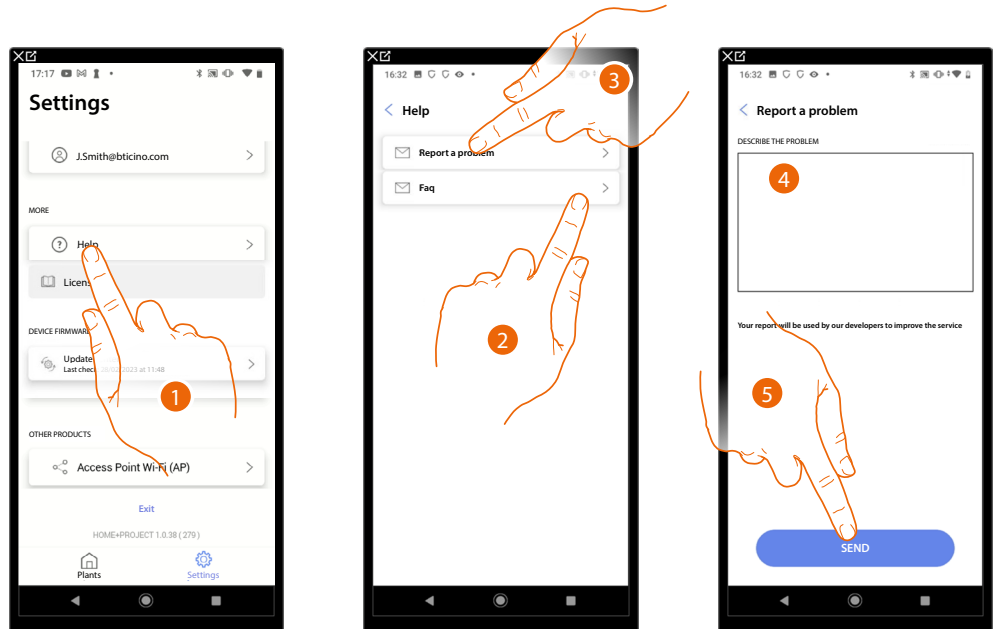 17:17
Settings
J.Smith@bticino.com
MORE
Help
Licens
DEVICE FIRMWARE
Update
Last check 28/02/2023 at 11:48
1
OTHER PRODUCTS
Access Point Wi-Fi (AP)
Exit
HOME+PROJECT 1.0.38 ( 279 )
Plants
Settings
16:32
3
Help
Report a problem
Faq
2
16:32
Report a problem
DESCRIBE THE PROBLEM
4
Your report will be used by our developers to improve the service
5
SEND